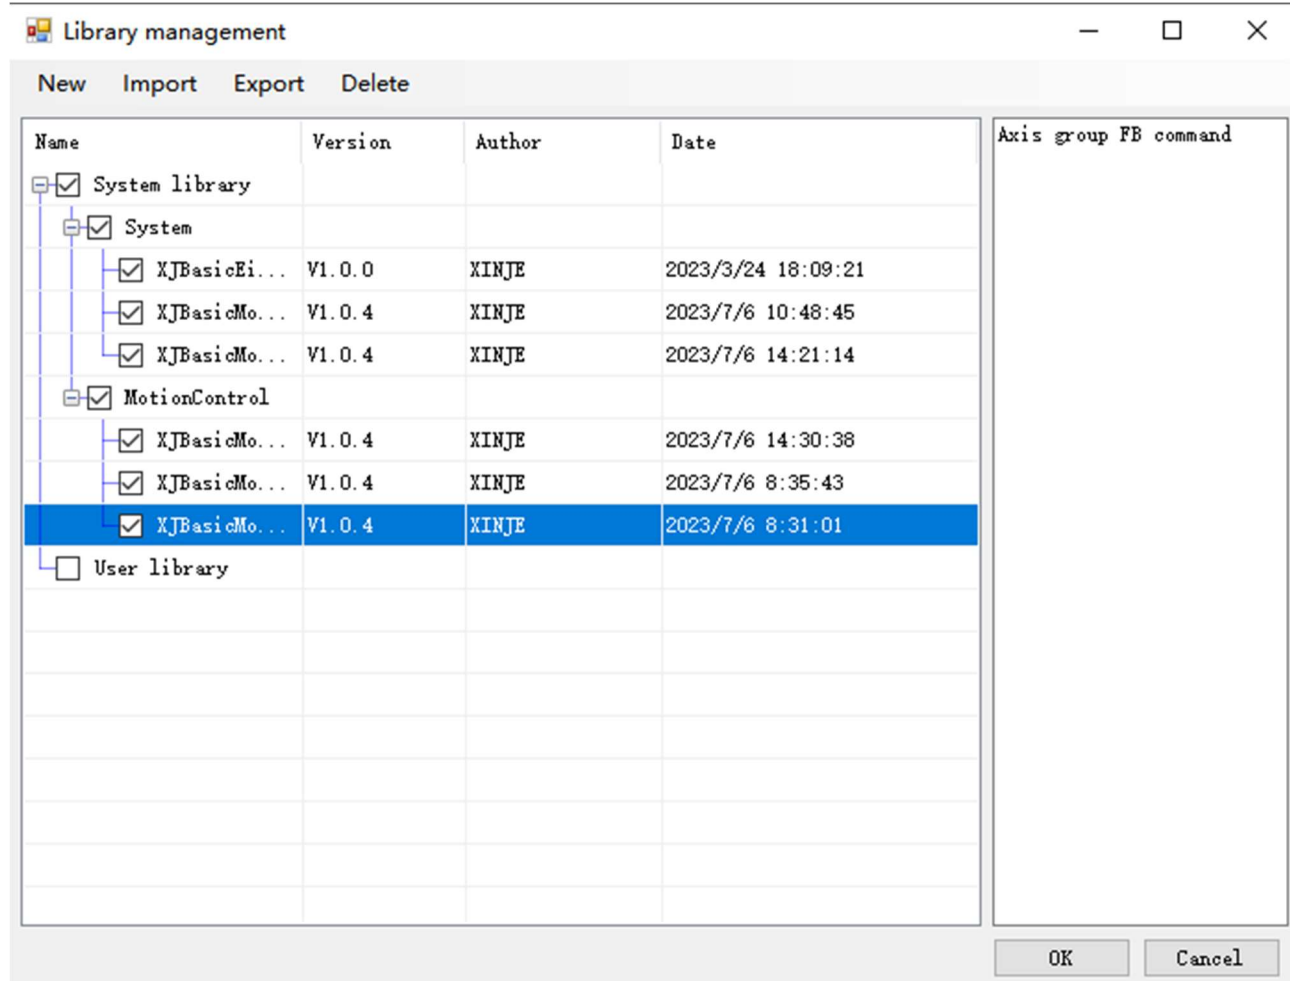 Library management
New Import Export Delete
Name Version Author Date
System library
System
XJBasicEi... V1.0.0 XINJE 2023/3/24 18:09:21
XJBasicMo... V1.0.4 XINJE 2023/7/6 10:48:45
XJBasicMo... V1.0.4 XINJE 2023/7/6 14:21:14
MotionControl
XJBasicMo... V1.0.4 XINJE 2023/7/6 14:30:38
XJBasicMo... V1.0.4 XINJE 2023/7/6 8:35:43
XJBasicMo... V1.0.4 XINJE 2023/7/6 8:31:01
User library
Axis group FB command
OK Cancel